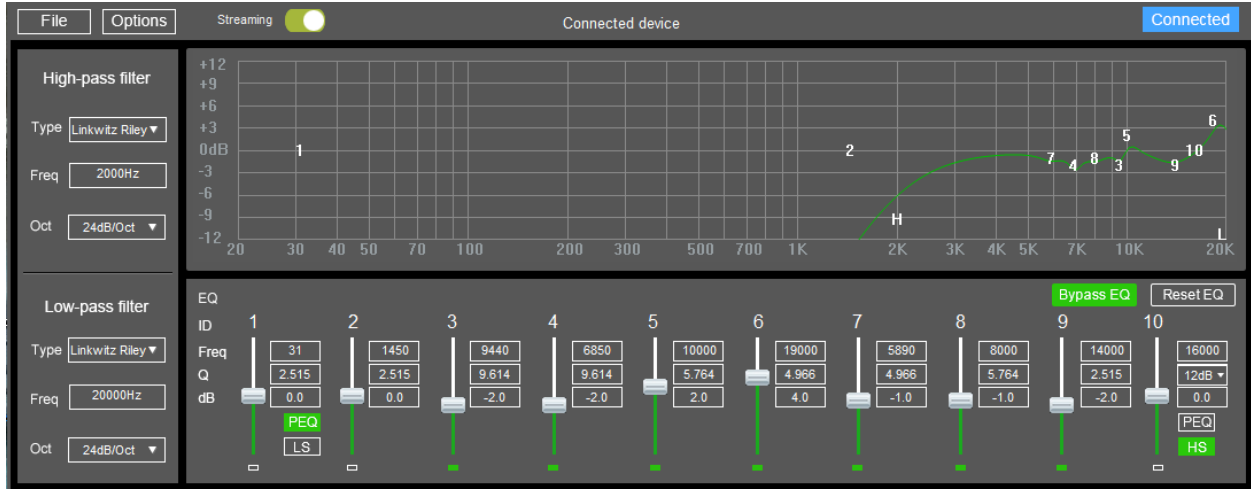 File Options Streaming Connected device Connected
High-pass filter
Type Linkwitz Riley ▼
Freq 2000Hz
Oct 24dB/Oct ▼
Low-pass filter
Type Linkwitz Riley ▼
Freq 20000Hz
Oct 24dB/Oct ▼
+12
+9
+6
+3
0dB
-3
-6
-9
-12
1 2 7 4 8 3 5 9 10 6
H L
20 30 40 50 70 100 200 300 500 700 1K 2K 3K 4K 5K 7K 10K 20K
EQ Bypass EQ Reset EQ
ID 1 2 3 4 5 6 7 8 9 10
Freq 31 1450 9440 6850 10000 19000 5890 8000 14000 16000
Q 2.515 2.515 9.614 9.614 5.764 4.966 4.966 5.764 2.515 12dB ▼
dB 0.0 0.0 -2.0 -2.0 2.0 4.0 -1.0 -1.0 -2.0 0.0
PEQ PEQ
LS HS